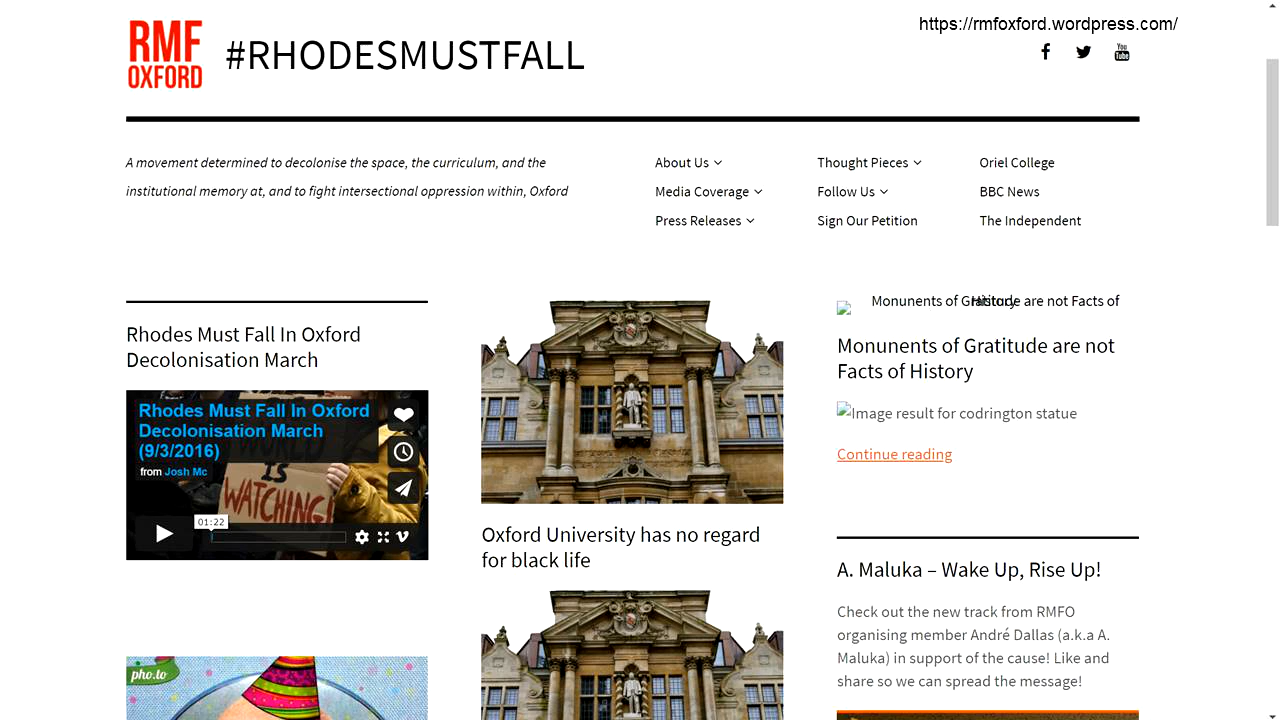 https://rmfoxford.wordpress.com/
RMF
OXFORD
#RHODESMUSTFALL
You
Tube
A movement determined to decolonise the space, the curriculum, and the
institutional memory at, and to fight intersectional oppression within, Oxford
About Us
Media Coverage
Press Releases
Thought Pieces
Follow Us
Sign Our Petition
Oriel College
BBC News
The Independent
Rhodes Must Fall In Oxford
Decolonisation March
Rhodes Must Fall In Oxford
Decolonisation March
(9/3/2016)
from Josh Mc
IS
WATCHING!
01:22
pho.to
Oxford University has no regard
for black life
Monunents of Gratitude are not Facts of
History
Monunents of Gratitude are not
Facts of History
Image result for codrington statue
Continue reading
A. Maluka – Wake Up, Rise Up!
Check out the new track from RMFO
organising member André Dallas (a.k.a A.
Maluka) in support of the cause! Like and
share so we can spread the message!